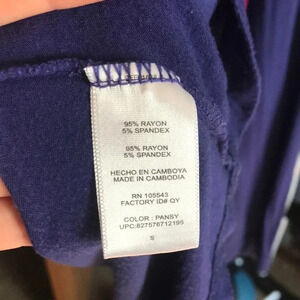 95% RAYON
5% SPANDEX
95% RAYON
5% SPANDEX
HECHO EN CAMBOYA
MADE IN CAMBODIA
RN 105543
FACTORY ID# QY
COLOR : PANSY
UPC:827576712195
S